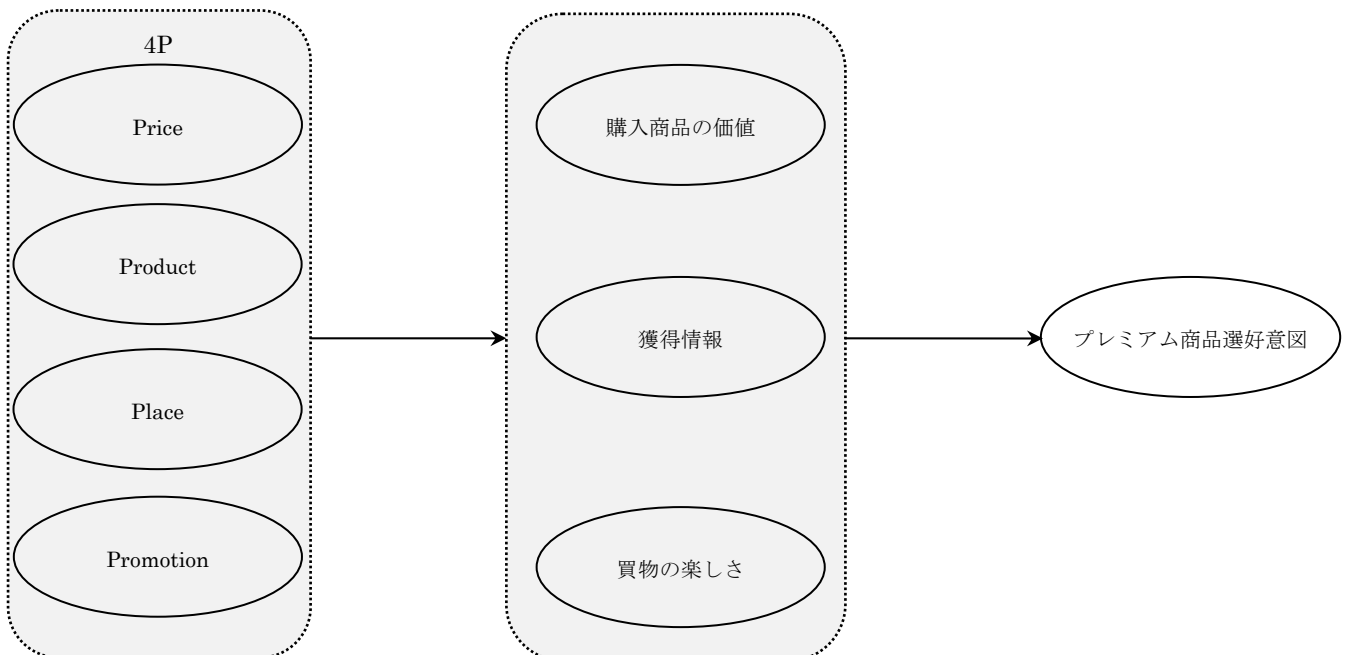 4P
Price
Product
Place
Promotion
購入商品の価値
獲得情報
買物の楽しさ
プレミアム商品選好意図